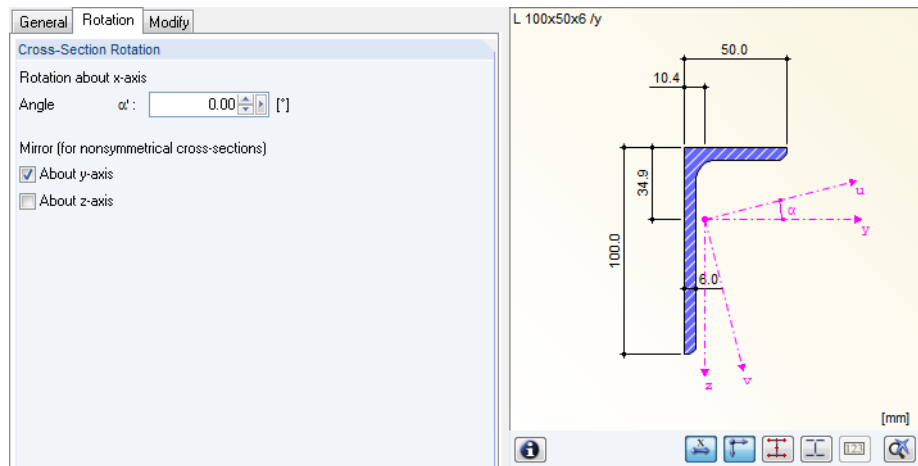 General Rotation Modify
Cross-Section Rotation
Rotation about x-axis
Angle α' : 0.00 [°]
Mirror (for nonsymmetrical cross-sections)
About y-axis
About z-axis
L 100x50x6 /y
50.0
10.4
34.9
100.0
6.0
u
α
y
z
v
[mm]
i
x
123